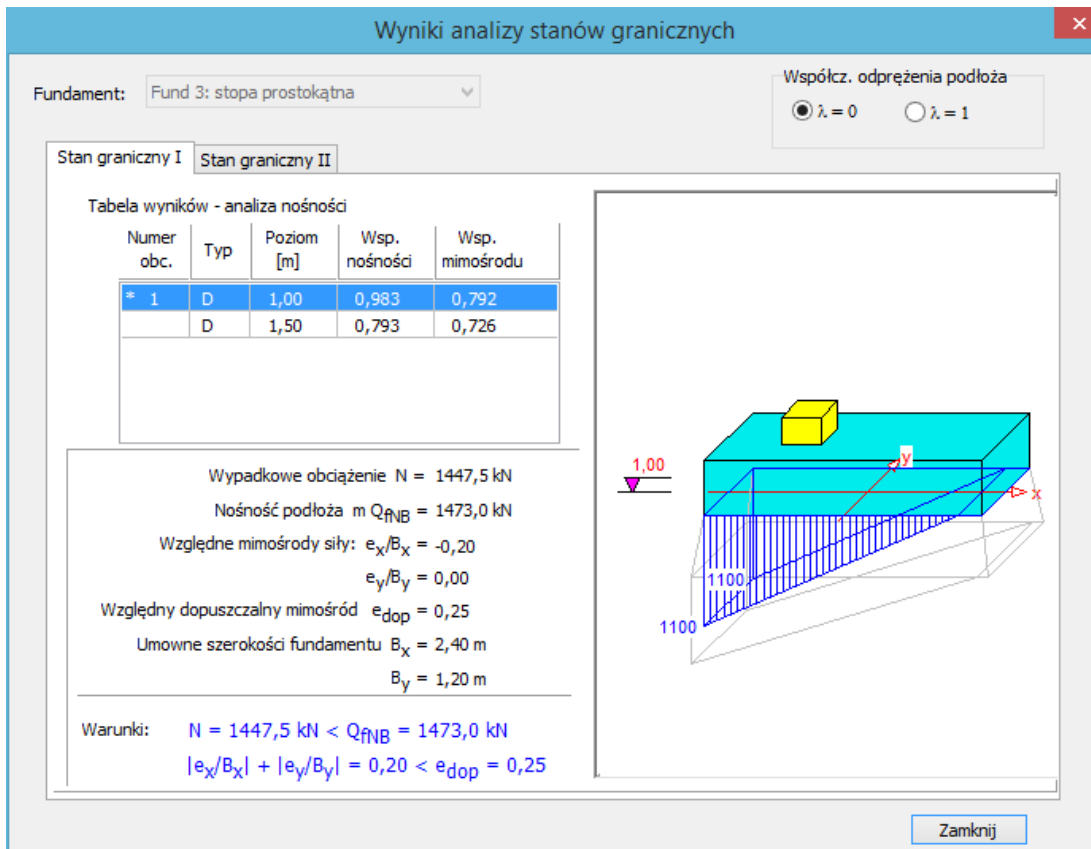 Wyniki analizy stanów granicznych
×
Fundament: Fund 3: stopa prostokątna
Współcz. odprężenia podłoża
λ = 0 λ = 1
Stan graniczny I Stan graniczny II
Tabela wyników - analiza nośności
Numer obc. Typ Poziom [m] Wsp. nośności Wsp. mimośrodu
* 1 D 1,00 0,983 0,792
D 1,50 0,793 0,726
Wypadkowe obciążenie N = 1447,5 kN
Nośność podłoża m QfNB = 1473,0 kN
Względne mimośrody siły: ex/Bx = -0,20
ey/By = 0,00
Względny dopuszczalny mimośród edop = 0,25
Umowne szerokości fundamentu Bx = 2,40 m
By = 1,20 m
Warunki: N = 1447,5 kN < QfNB = 1473,0 kN
|ex/Bx| + |ey/By| = 0,20 < edop = 0,25
1,00
y
x
1100
1100
Zamknij